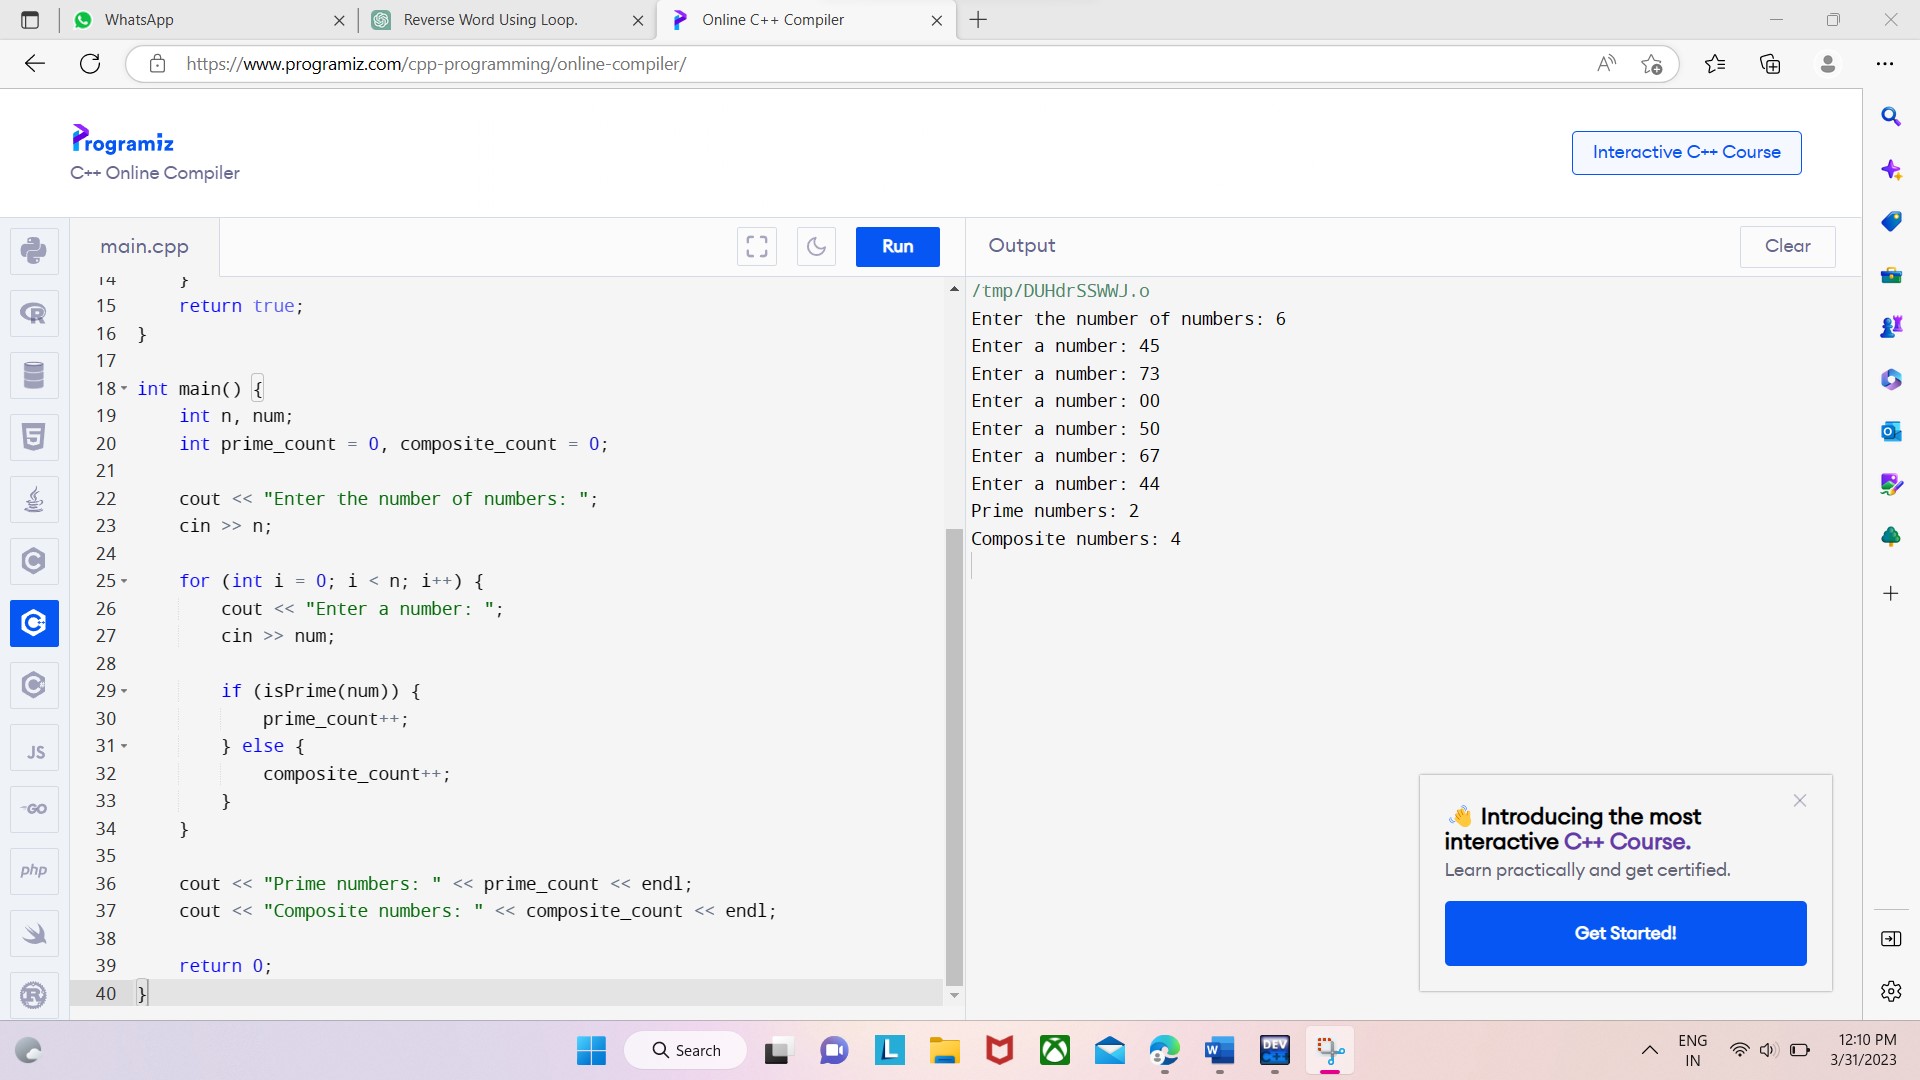 WhatsApp
Reverse Word Using Loop.
Online C++ Compiler
https://www.programiz.com/cpp-programming/online-compiler/
Programiz
C++ Online Compiler
Interactive C++ Course
main.cpp
Run
Output
Clear
14     }
15     return true;
16 }
17
18 int main() {
19     int n, num;
20     int prime_count = 0, composite_count = 0;
21
22     cout << "Enter the number of numbers: ";
23     cin >> n;
24
25     for (int i = 0; i < n; i++) {
26         cout << "Enter a number: ";
27         cin >> num;
28
29         if (isPrime(num)) {
30             prime_count++;
31         } else {
32             composite_count++;
33         }
34     }
35
36     cout << "Prime numbers: " << prime_count << endl;
37     cout << "Composite numbers: " << composite_count << endl;
38
39     return 0;
40 }
/tmp/DUHdrSSWWJ.o
Enter the number of numbers: 6
Enter a number: 45
Enter a number: 73
Enter a number: 00
Enter a number: 50
Enter a number: 67
Enter a number: 44
Prime numbers: 2
Composite numbers: 4
Introducing the most
interactive C++ Course.
Learn practically and get certified.
Get Started!
R
5
C
C
C
JS
GO
php
R
Search
L
W
DEV
C++
ENG
IN
12:10 PM
3/31/2023